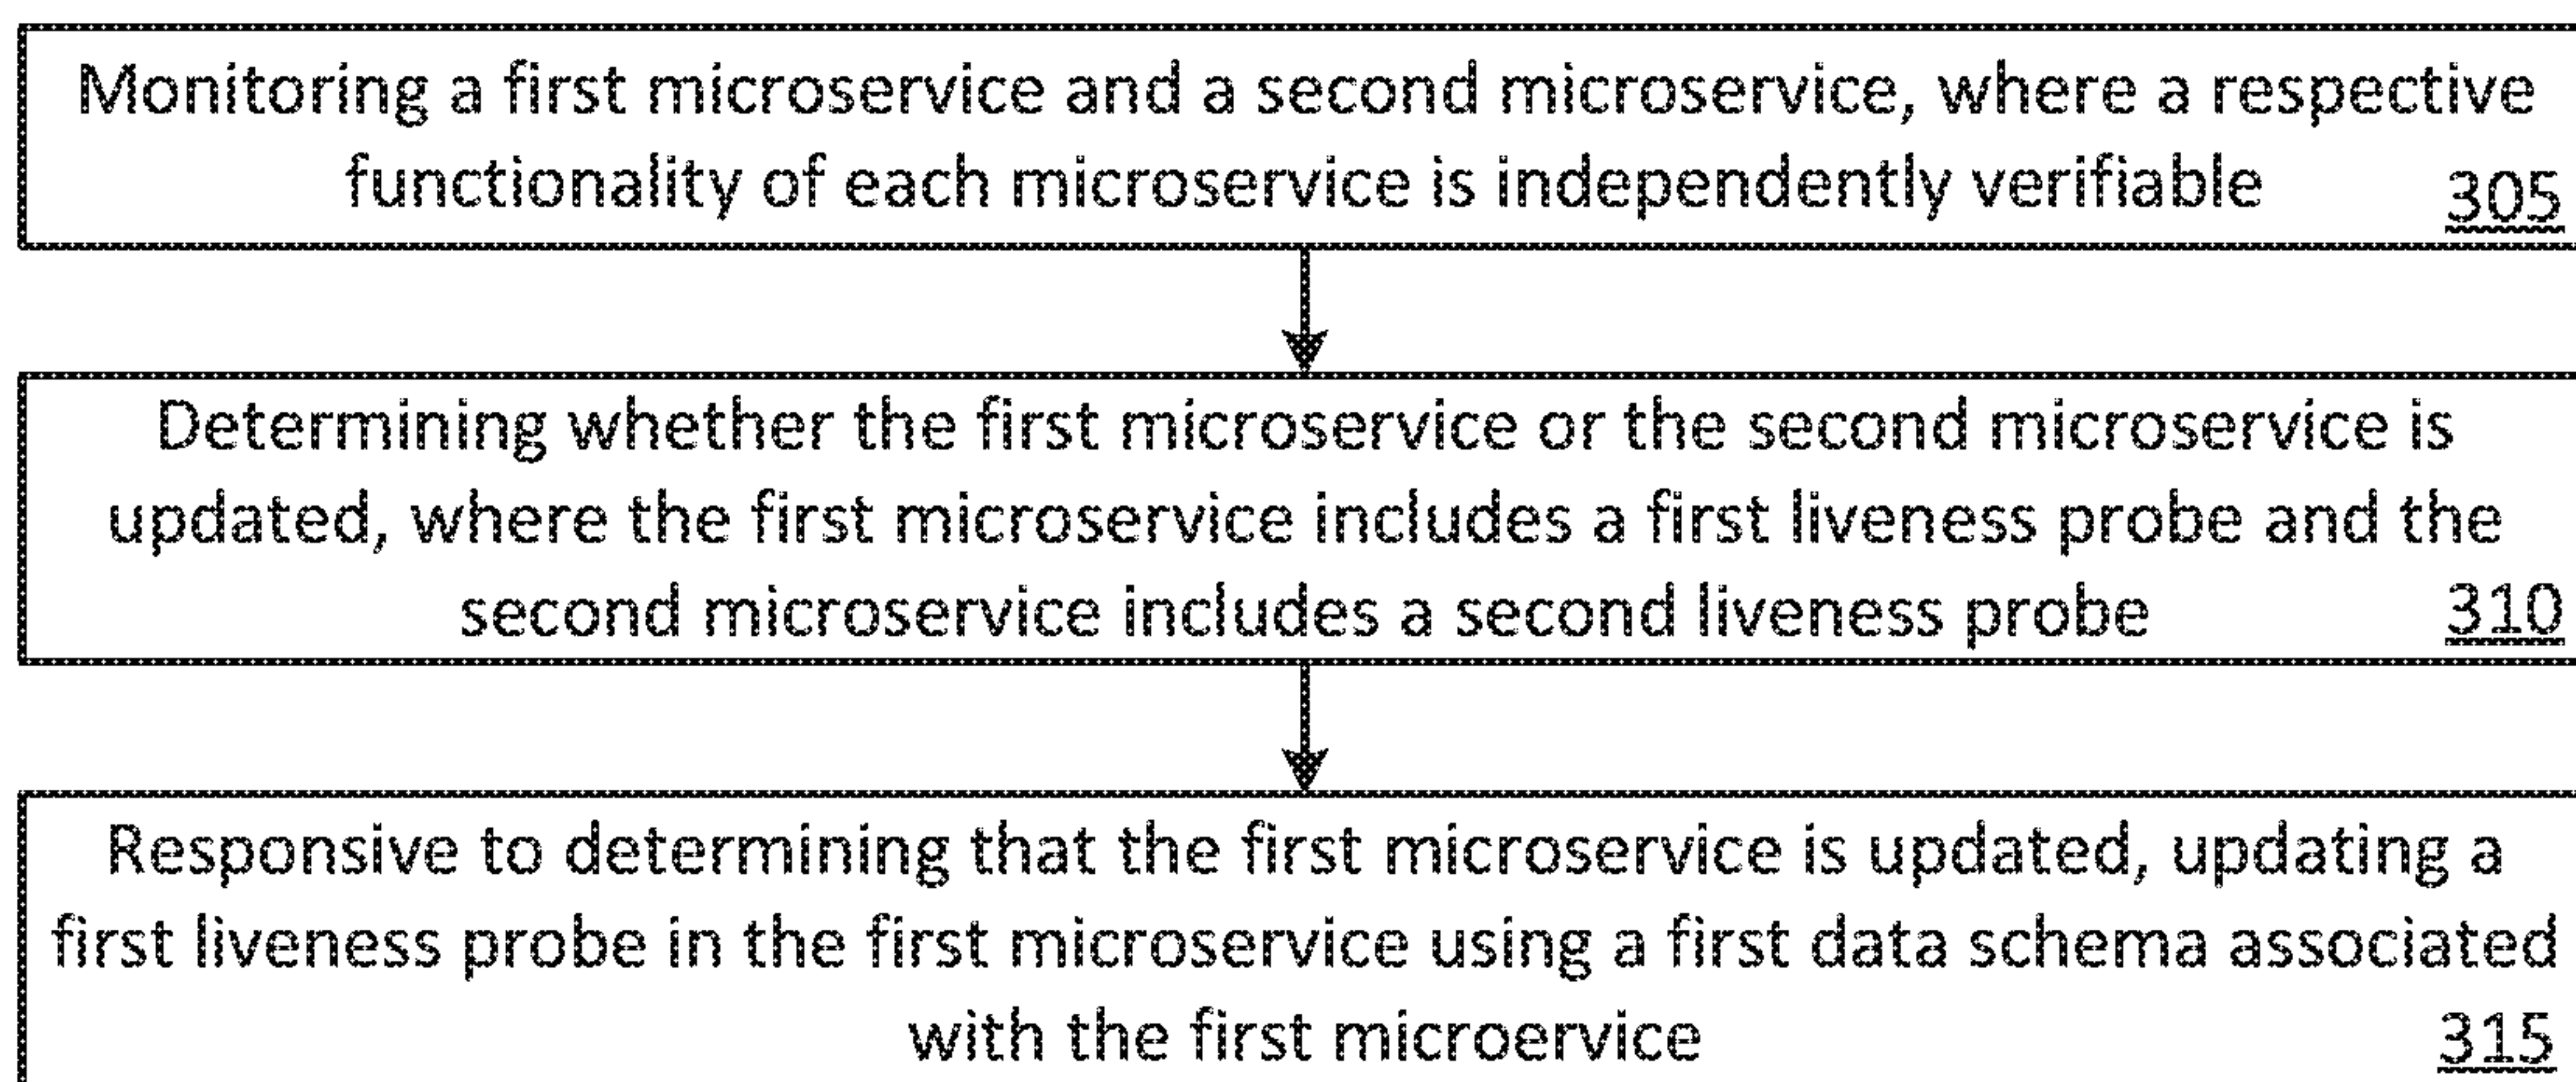 Monitoring a first microservice and a second microservice, where a respective
functionality of each microservice is independently verifiable 305
Determining whether the first microservice or the second microservice is
updated, where the first microservice includes a first liveness probe and the
second microservice includes a second liveness probe 310
Responsive to determining that the first microservice is updated, updating a
first liveness probe in the first microservice using a first data schema associated
with the first microervice 315